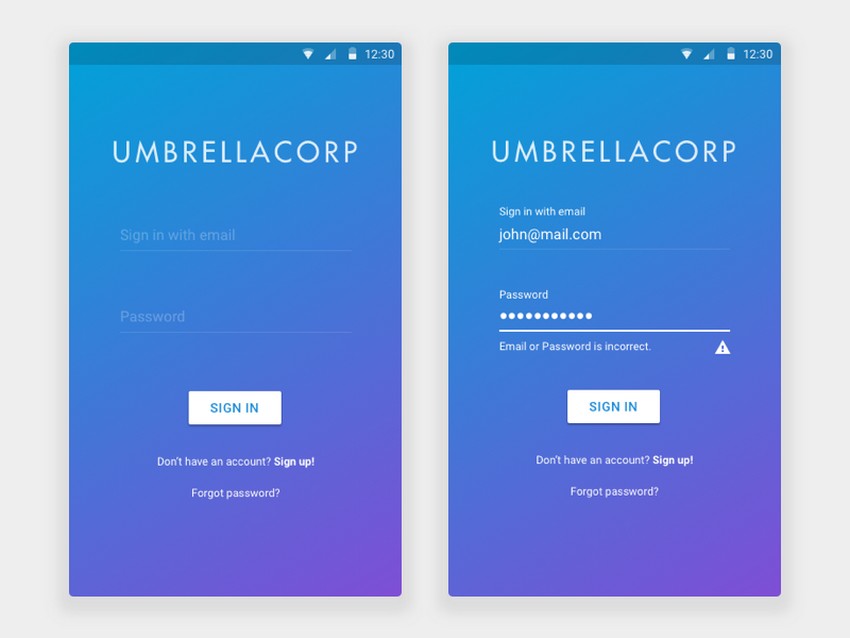 12:30
UMBRELLACORP
Sign in with email
Password
SIGN IN
Don't have an account? Sign up!
Forgot password?
12:30
UMBRELLACORP
Sign in with email
john@mail.com
Password
●●●●●●●●●●●
Email or Password is incorrect.
SIGN IN
Don't have an account? Sign up!
Forgot password?